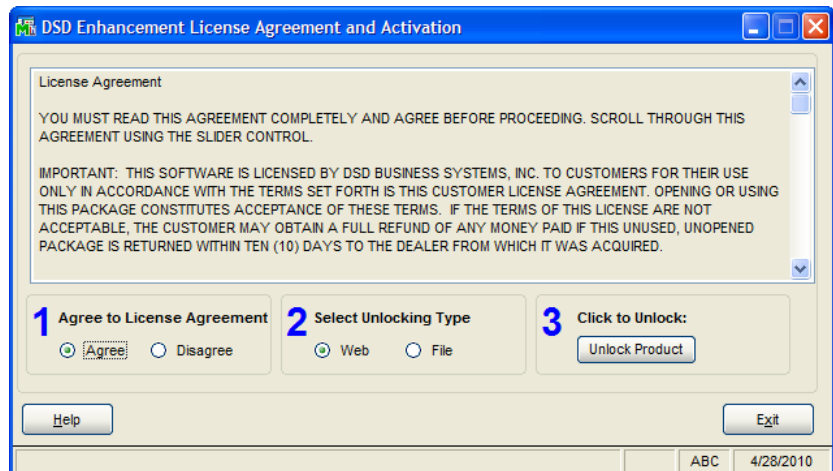 DSD Enhancement License Agreement and Activation
License Agreement
YOU MUST READ THIS AGREEMENT COMPLETELY AND AGREE BEFORE PROCEEDING. SCROLL THROUGH THIS
AGREEMENT USING THE SLIDER CONTROL.
IMPORTANT:  THIS SOFTWARE IS LICENSED BY DSD BUSINESS SYSTEMS, INC. TO CUSTOMERS FOR THEIR USE
ONLY IN ACCORDANCE WITH THE TERMS SET FORTH IS THIS CUSTOMER LICENSE AGREEMENT. OPENING OR USING
THIS PACKAGE CONSTITUTES ACCEPTANCE OF THESE TERMS.  IF THE TERMS OF THIS LICENSE ARE NOT
ACCEPTABLE, THE CUSTOMER MAY OBTAIN A FULL REFUND OF ANY MONEY PAID IF THIS UNUSED, UNOPENED
PACKAGE IS RETURNED WITHIN TEN (10) DAYS TO THE DEALER FROM WHICH IT WAS ACQUIRED.
1 Agree to License Agreement
Agree Disagree
2 Select Unlocking Type
Web File
3 Click to Unlock:
Unlock Product
Help Exit
ABC 4/28/2010